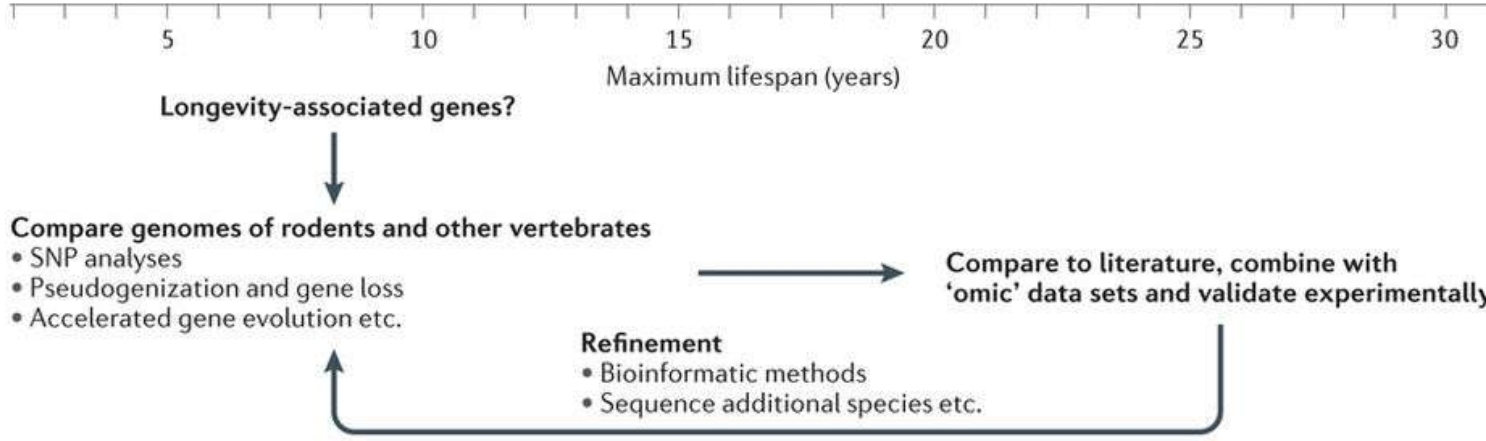 5 10 15 20 25 30
Maximum lifespan (years)
Longevity-associated genes?
Compare genomes of rodents and other vertebrates
• SNP analyses
• Pseudogenization and gene loss
• Accelerated gene evolution etc.
Compare to literature, combine with
‘omic’ data sets and validate experimentally
Refinement
• Bioinformatic methods
• Sequence additional species etc.